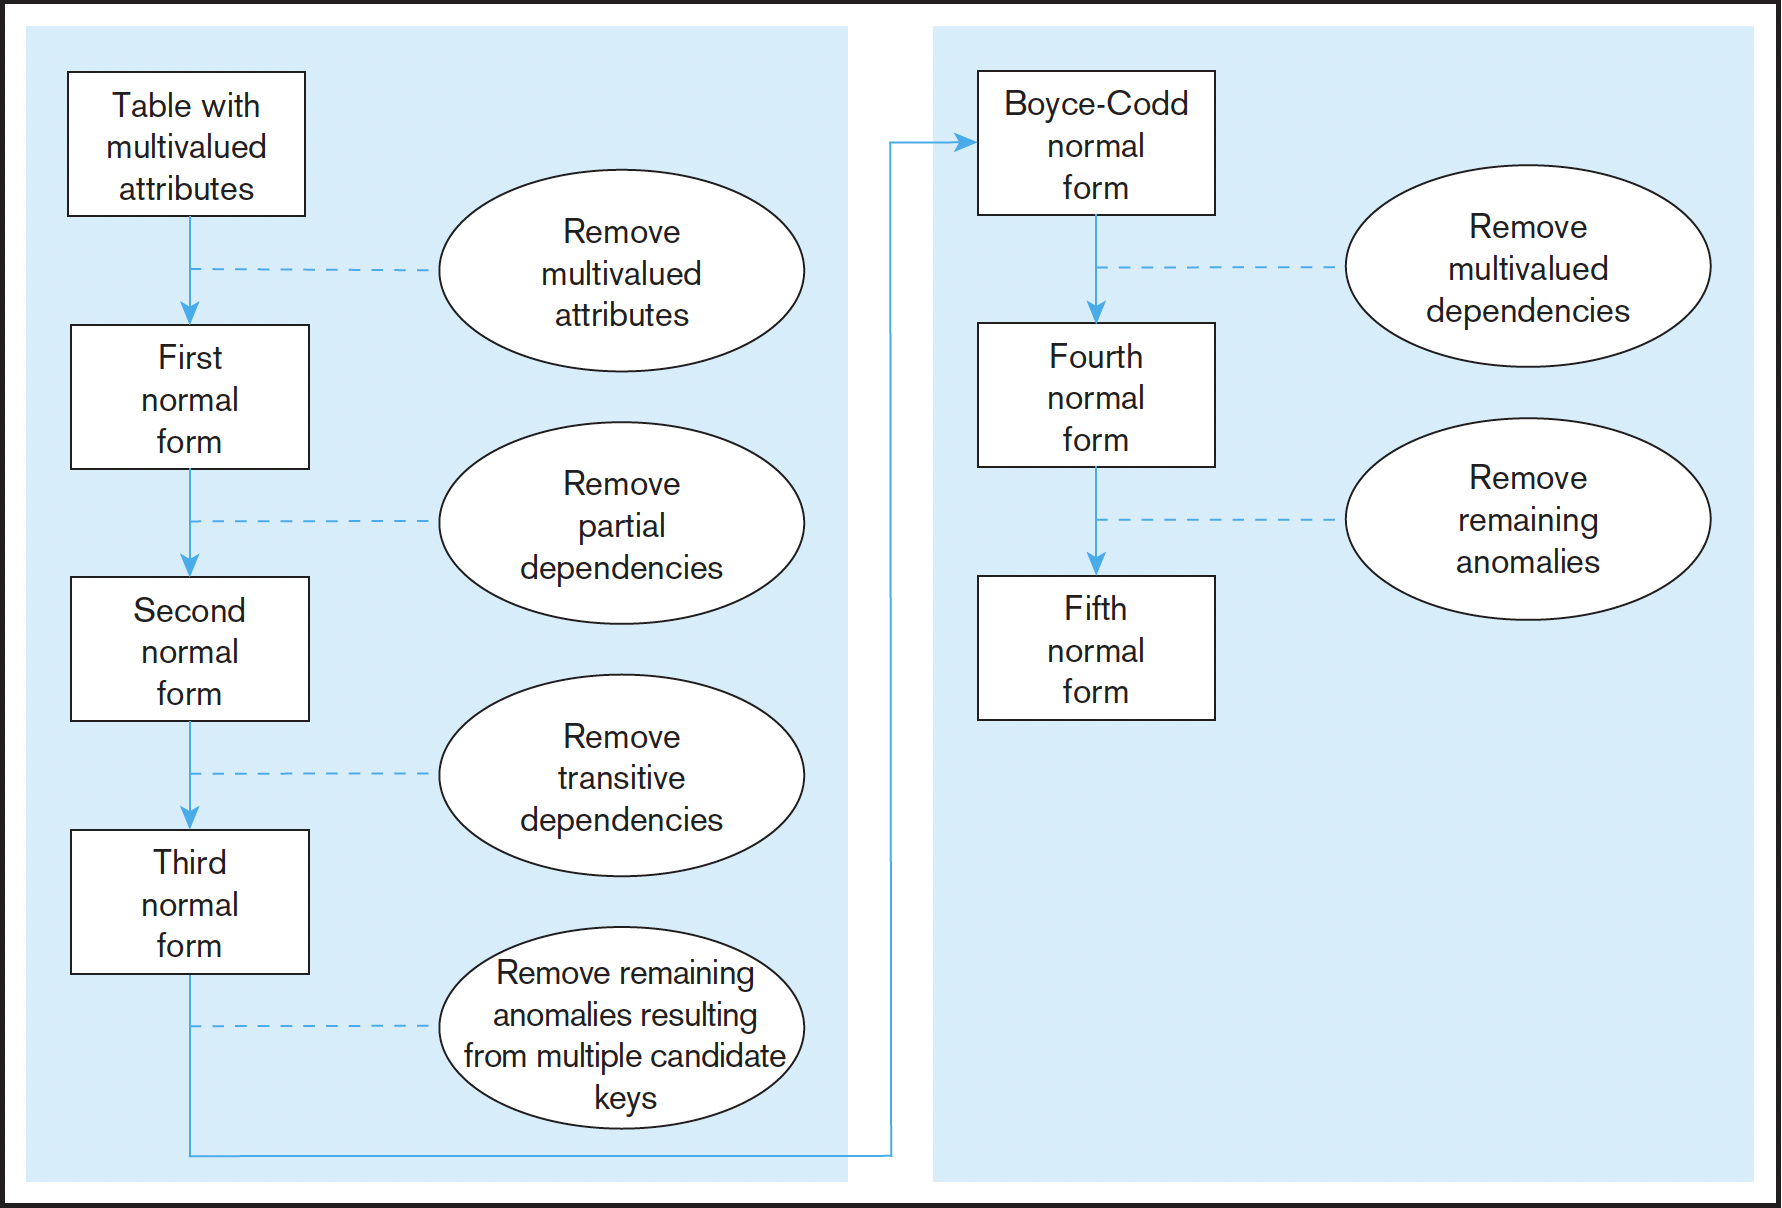 Table with
multivalued
attributes
Remove
multivalued
attributes
First
normal
form
Remove
partial
dependencies
Second
normal
form
Remove
transitive
dependencies
Third
normal
form
Remove remaining
anomalies resulting
from multiple candidate
keys
Boyce-Codd
normal
form
Remove
multivalued
dependencies
Fourth
normal
form
Remove
remaining
anomalies
Fifth
normal
form